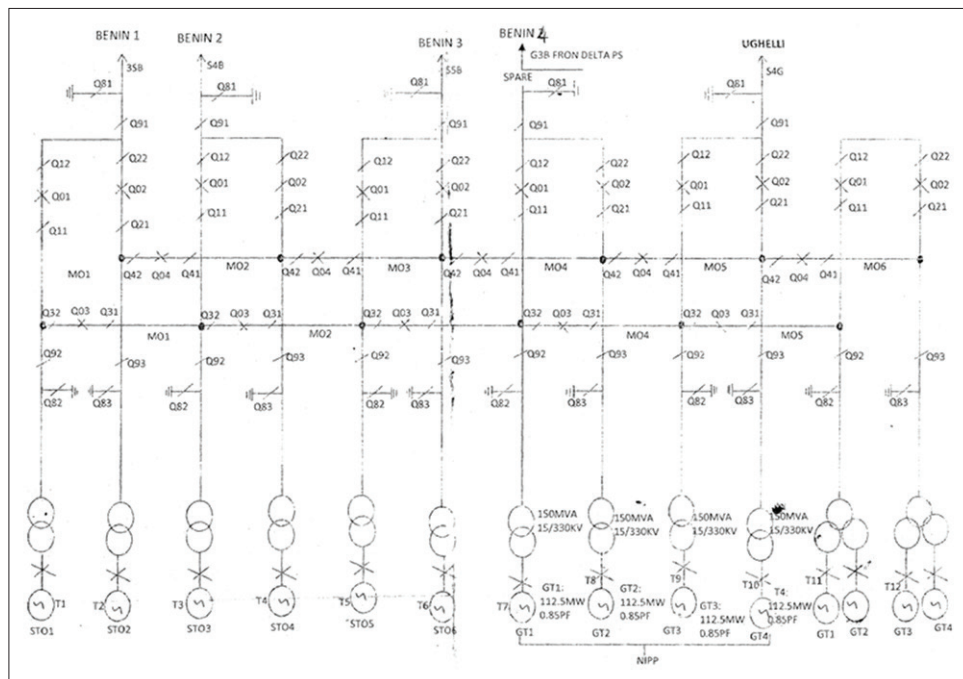 BENIN 1 BENIN 2 BENIN 3 BENIN 4 UGHELLI
G3B FRON DELTA PS
3SB S4B S5B SPARE S4G
Q81 Q81 Q81 Q81 Q81
Q91 Q91 Q91 Q91 Q91
Q12 Q22 Q12 Q22 Q12 Q22 Q12 Q22 Q12 Q22 Q12 Q22
Q01 Q02 Q01 Q02 Q01 Q02 Q01 Q02 Q01 Q02 Q01 Q02
Q11 Q21 Q11 Q21 Q11 Q21 Q11 Q21 Q11 Q21 Q11 Q21
MO1 Q42 Q04 Q41 MO2 Q42 Q04 Q41 MO3 Q42 Q04 Q41 MO4 Q42 Q04 Q41 MO5 Q42 Q04 Q41 MO6
Q32 Q03 Q31 Q32 Q03 Q31 Q32 Q03 Q31 Q32 Q03 Q31 Q32 Q03 Q31
MO1 MO2 MO4 MO5
Q92 Q93 Q92 Q93 Q92 Q93 Q92 Q93 Q92 Q93 Q92 Q93
Q82 Q83 Q82 Q83 Q82 Q83 Q82 Q83 Q82 Q83 Q82 Q83
150MVA 150MVA 150MVA 150MVA
15/330KV 15/330KV 15/330KV 15/330KV
T1 T2 T3 T4 T5 T6 T7 T8 T9 T10 T11 T12
GT1: GT2: GT3: T4:
112.5MW 112.5MW 112.5MW 112.5MW
0.85PF 0.85PF 0.85PF 0.85PF
STO1 STO2 STO3 STO4 STO5 STO6 GT1 GT2 GT3 GT4 GT1 GT2 GT3 GT4
NIPP